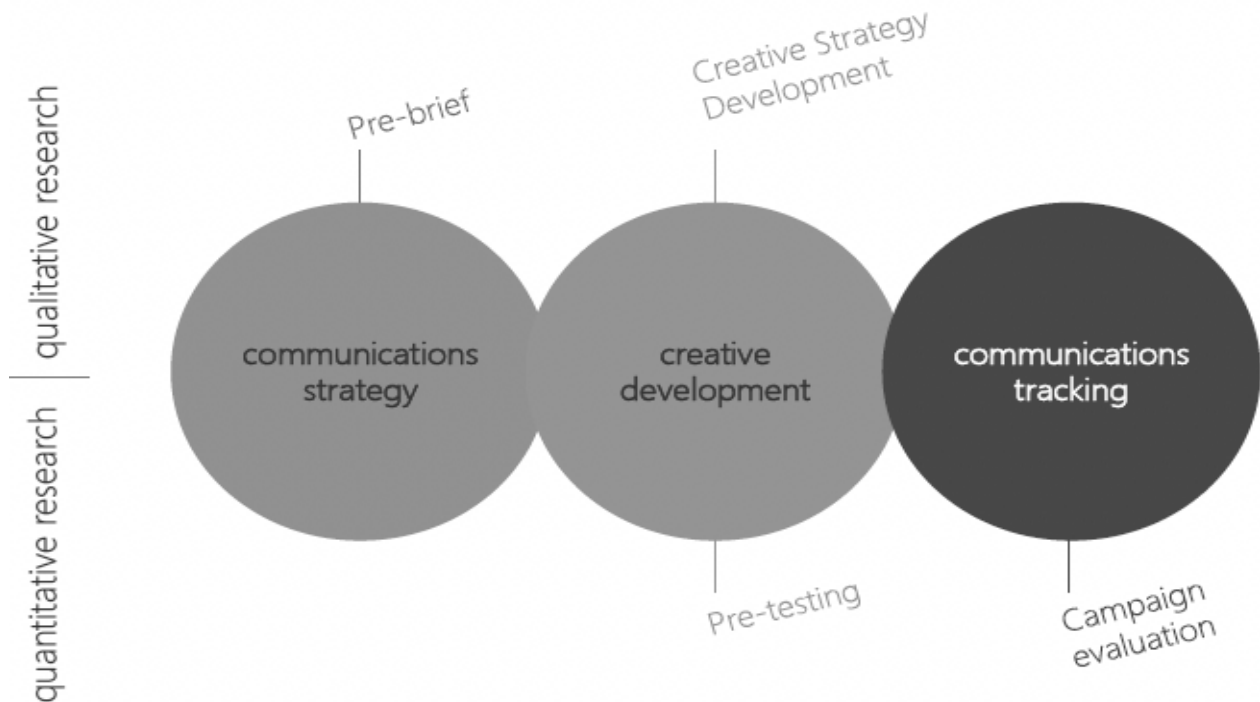 qualitative research
quantitative research
Pre-brief
Creative Strategy
Development
communications
strategy
creative
development
communications
tracking
Pre-testing
Campaign
evaluation